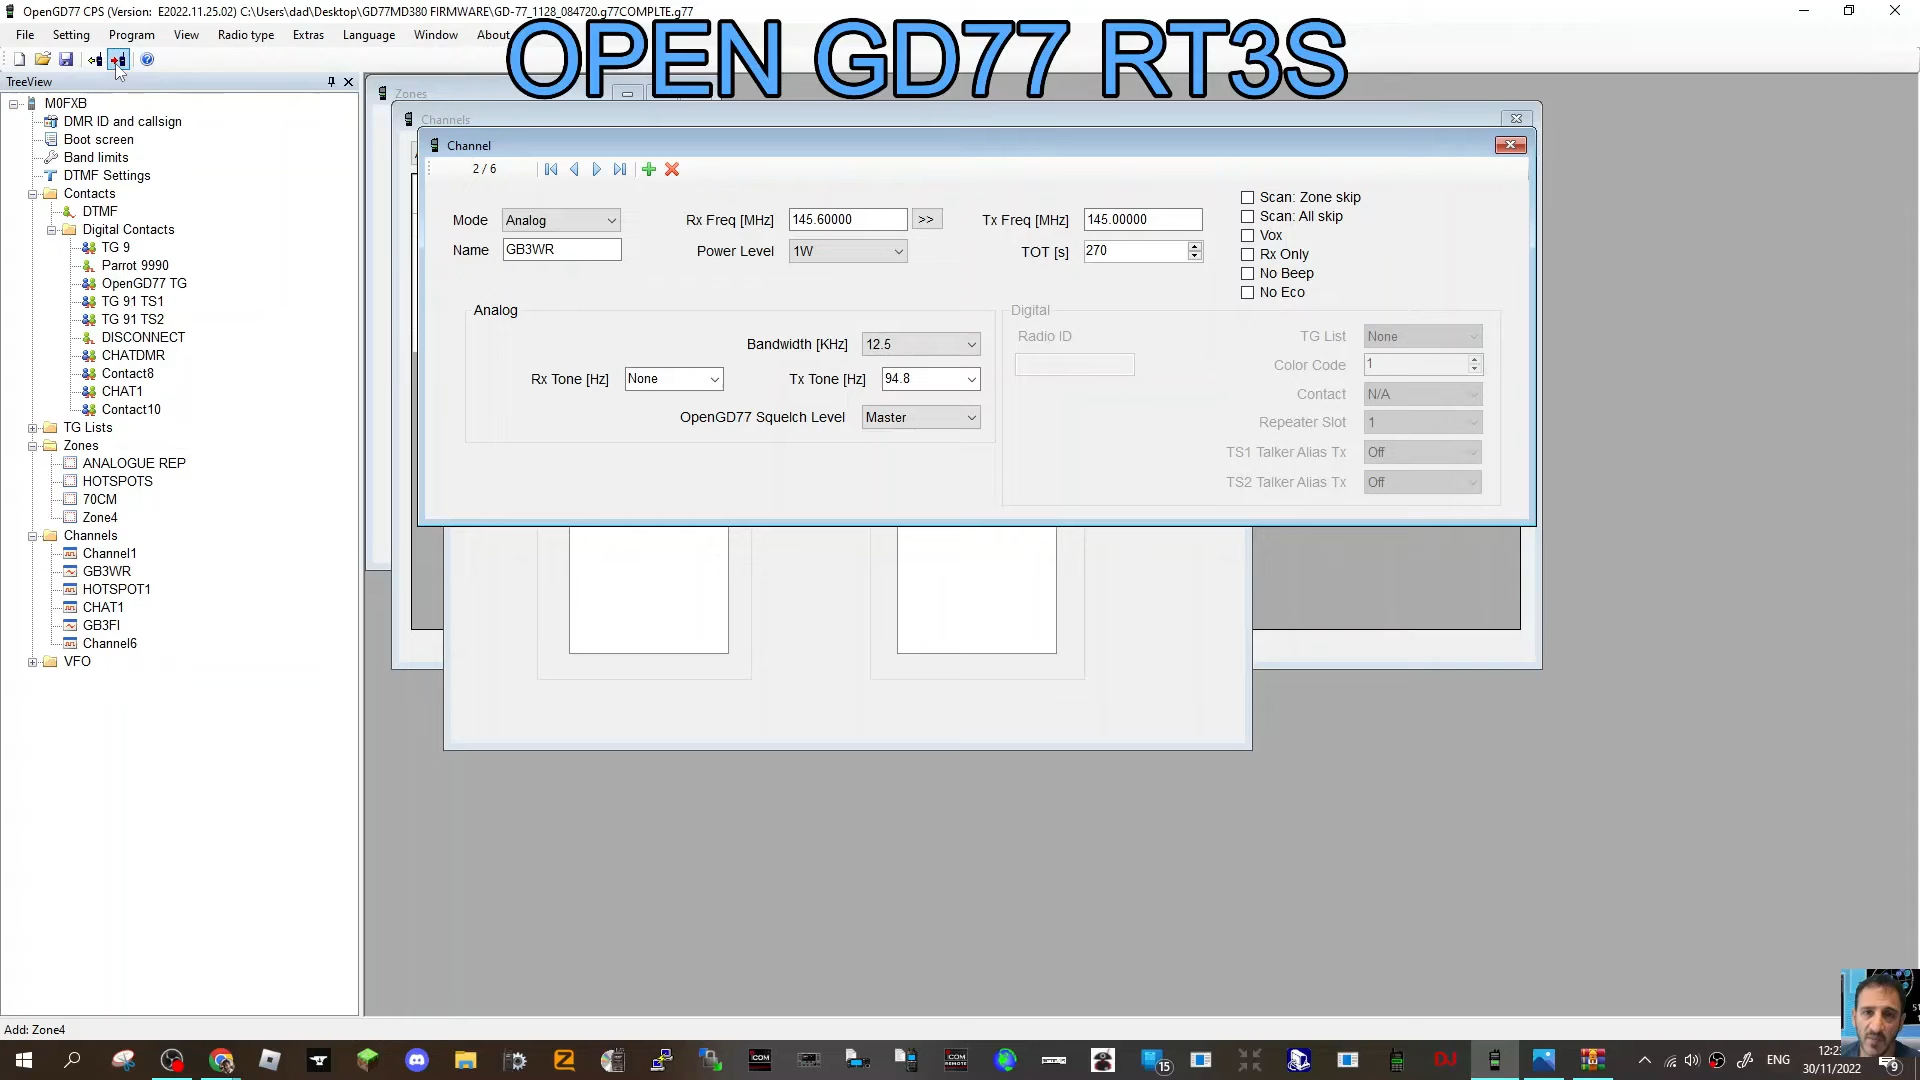 OpenGD77 CPS (Version: E2022.11.25.02) C:\Users\dad\Desktop\GD77MD380 FIRMWARE\GD-77_1128_084720.g77COMPLTE.g77
File Setting Program View Radio type Extras Language Window About
OPEN GD77 RT3S
TreeView
M0FXB
DMR ID and callsign
Boot screen
Band limits
DTMF Settings
Contacts
DTMF
Digital Contacts
TG 9
Parrot 9990
OpenGD77 TG
TG 91 TS1
TG 91 TS2
DISCONNECT
CHATDMR
Contact8
CHAT1
Contact10
TG Lists
Zones
ANALOGUE REP
HOTSPOTS
70CM
Zone4
Channels
Channel1
GB3WR
HOTSPOT1
CHAT1
GB3FI
Channel6
VFO
Zones
Channels
Channel
2 / 6
Mode Analog Rx Freq [MHz] 145.60000 >> Tx Freq [MHz] 145.00000
Name GB3WR Power Level 1W TOT [s] 270
Scan: Zone skip
Scan: All skip
Vox
Rx Only
No Beep
No Eco
Analog
Bandwidth [KHz] 12.5
Rx Tone [Hz] None Tx Tone [Hz] 94.8
OpenGD77 Squelch Level Master
Digital
Radio ID
TG List None
Color Code 1
Contact N/A
Repeater Slot 1
TS1 Talker Alias Tx Off
TS2 Talker Alias Tx Off
Add: Zone4
ENG
30/11/2022
15
9